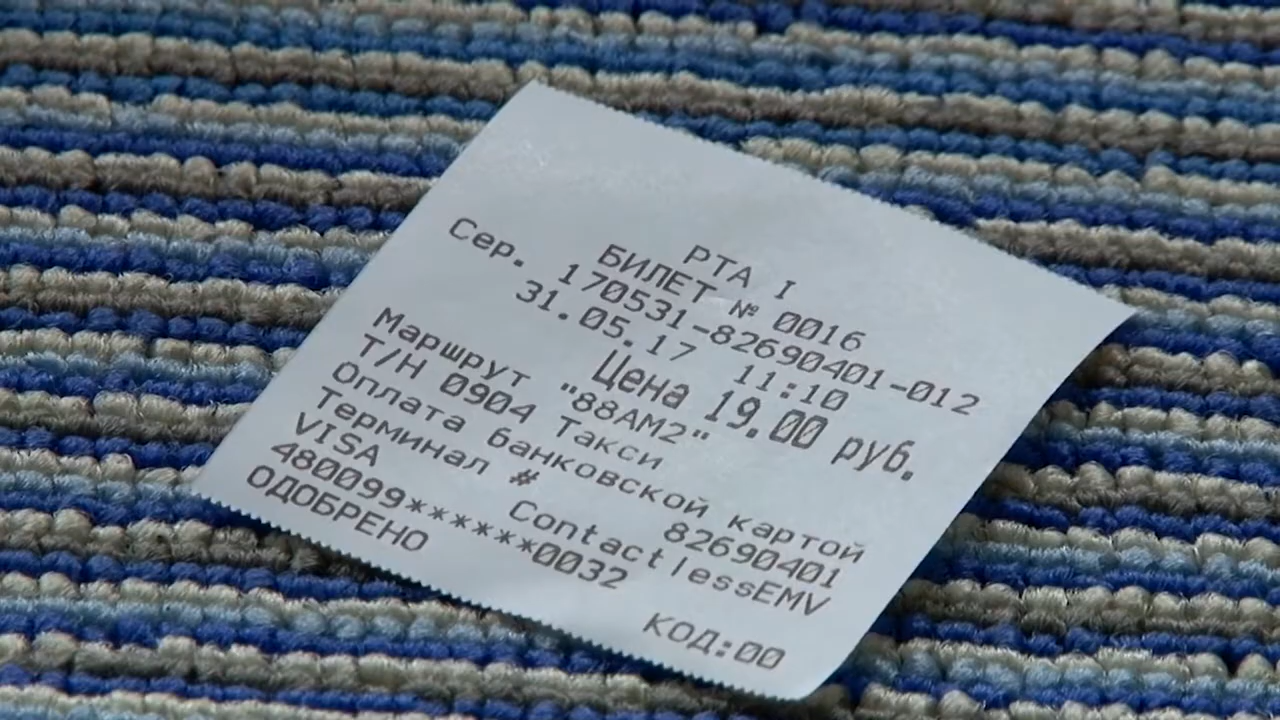 РТА I
БИЛЕТ № 0016
Сер. 170531-82690401-012
31.05.17 11:10
Цена 19.00 руб.
Маршрут "88АМ2"
Т/Н 0904 Такси
Оплата банковской картой
Терминал # 82690401
VISA ContactlessEMV
480099******0032
ОДОБРЕНО КОД:00